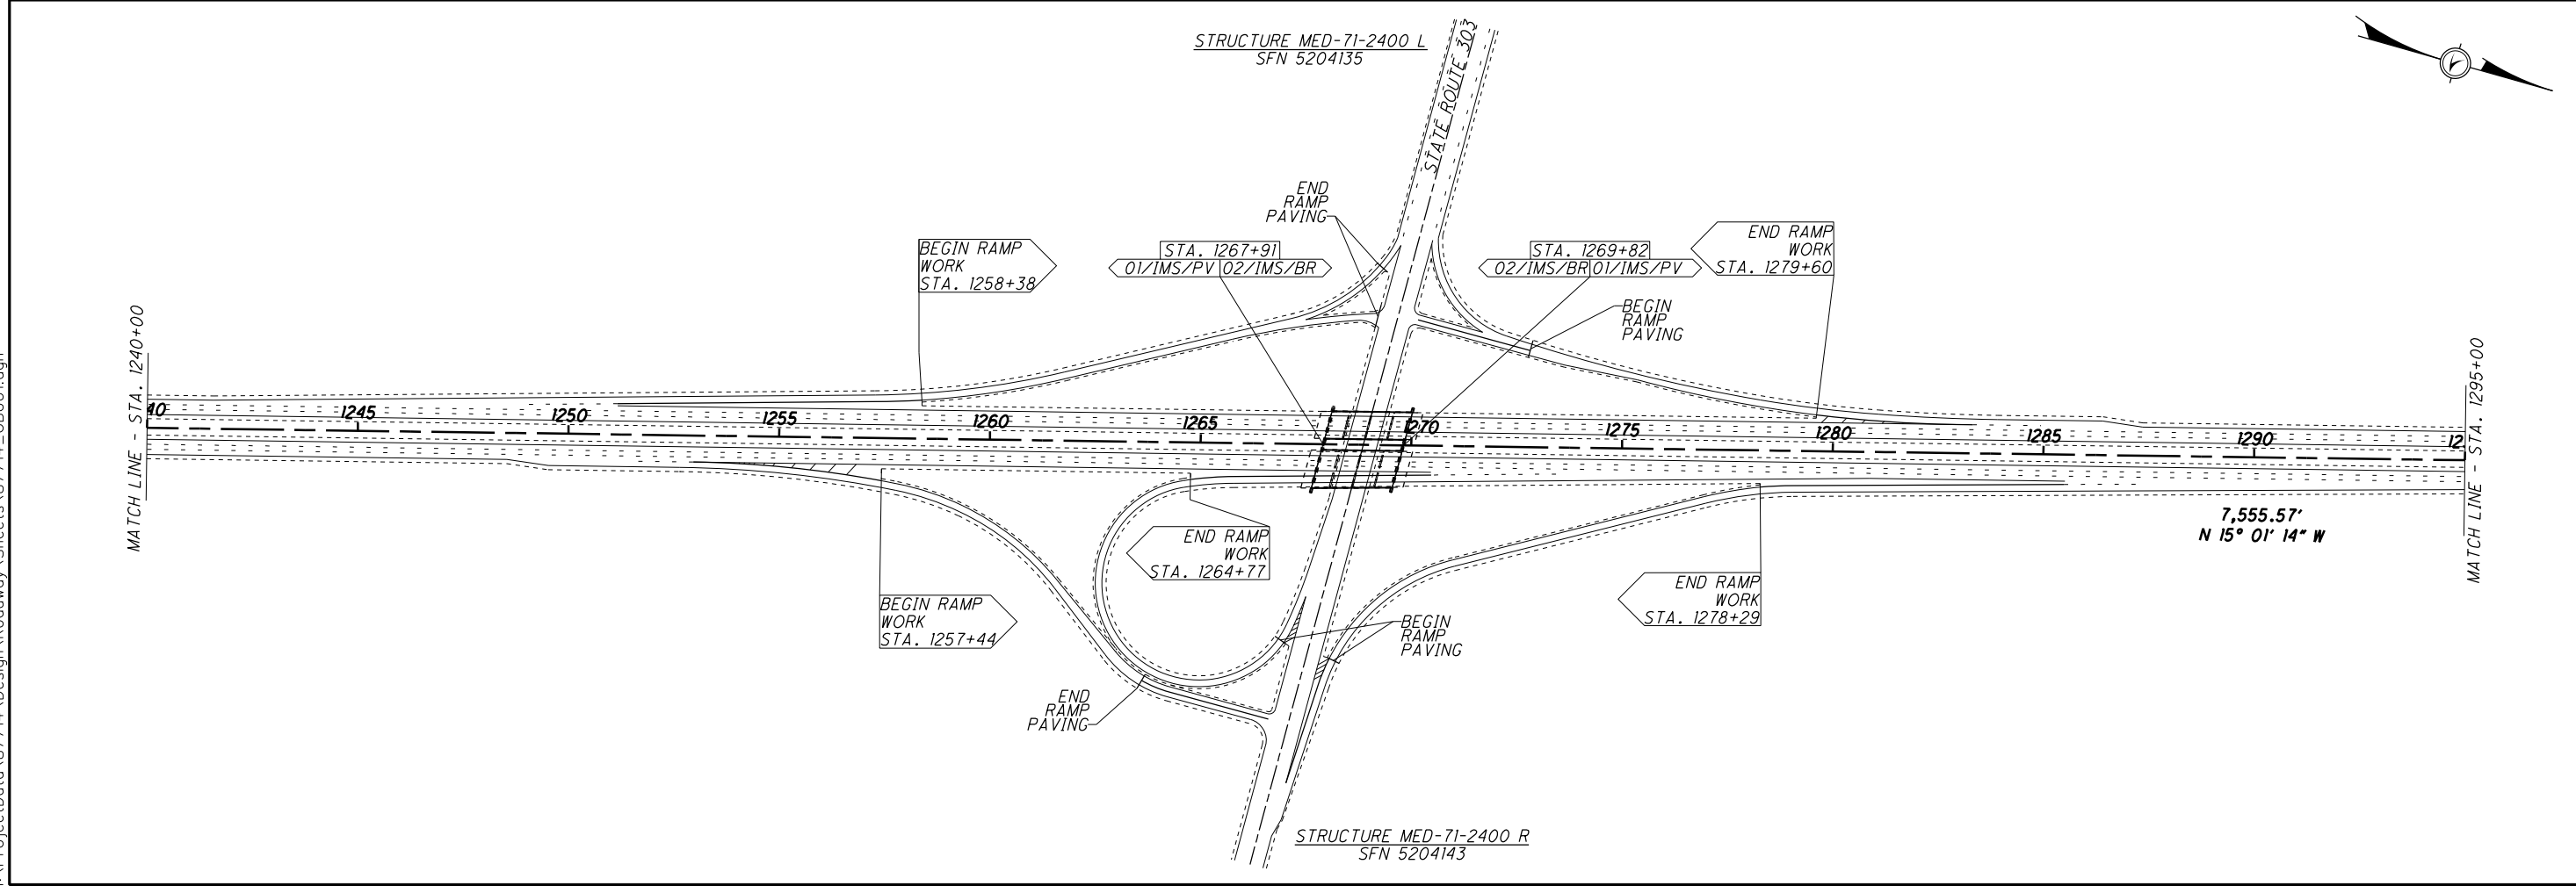 STRUCTURE MED-71-2400 L
SFN 5204135
STATE ROUTE 303
END
RAMP
PAVING
BEGIN RAMP
WORK
STA. 1258+38
STA. 1267+91
01/IMS/PV 02/IMS/BR
STA. 1269+82
02/IMS/BR 01/IMS/PV
END RAMP
WORK
STA. 1279+60
BEGIN
RAMP
PAVING
MATCH LINE - STA. 1240+00
40
1245
1250
1255
1260
1265
1270
1275
1280
1285
1290
12
MATCH LINE - STA. 1295+00
7,555.57'
N 15° 01' 14" W
END RAMP
WORK
STA. 1264+77
BEGIN RAMP
WORK
STA. 1257+44
END RAMP
WORK
STA. 1278+29
BEGIN
RAMP
PAVING
END
RAMP
PAVING
STRUCTURE MED-71-2400 R
SFN 5204143